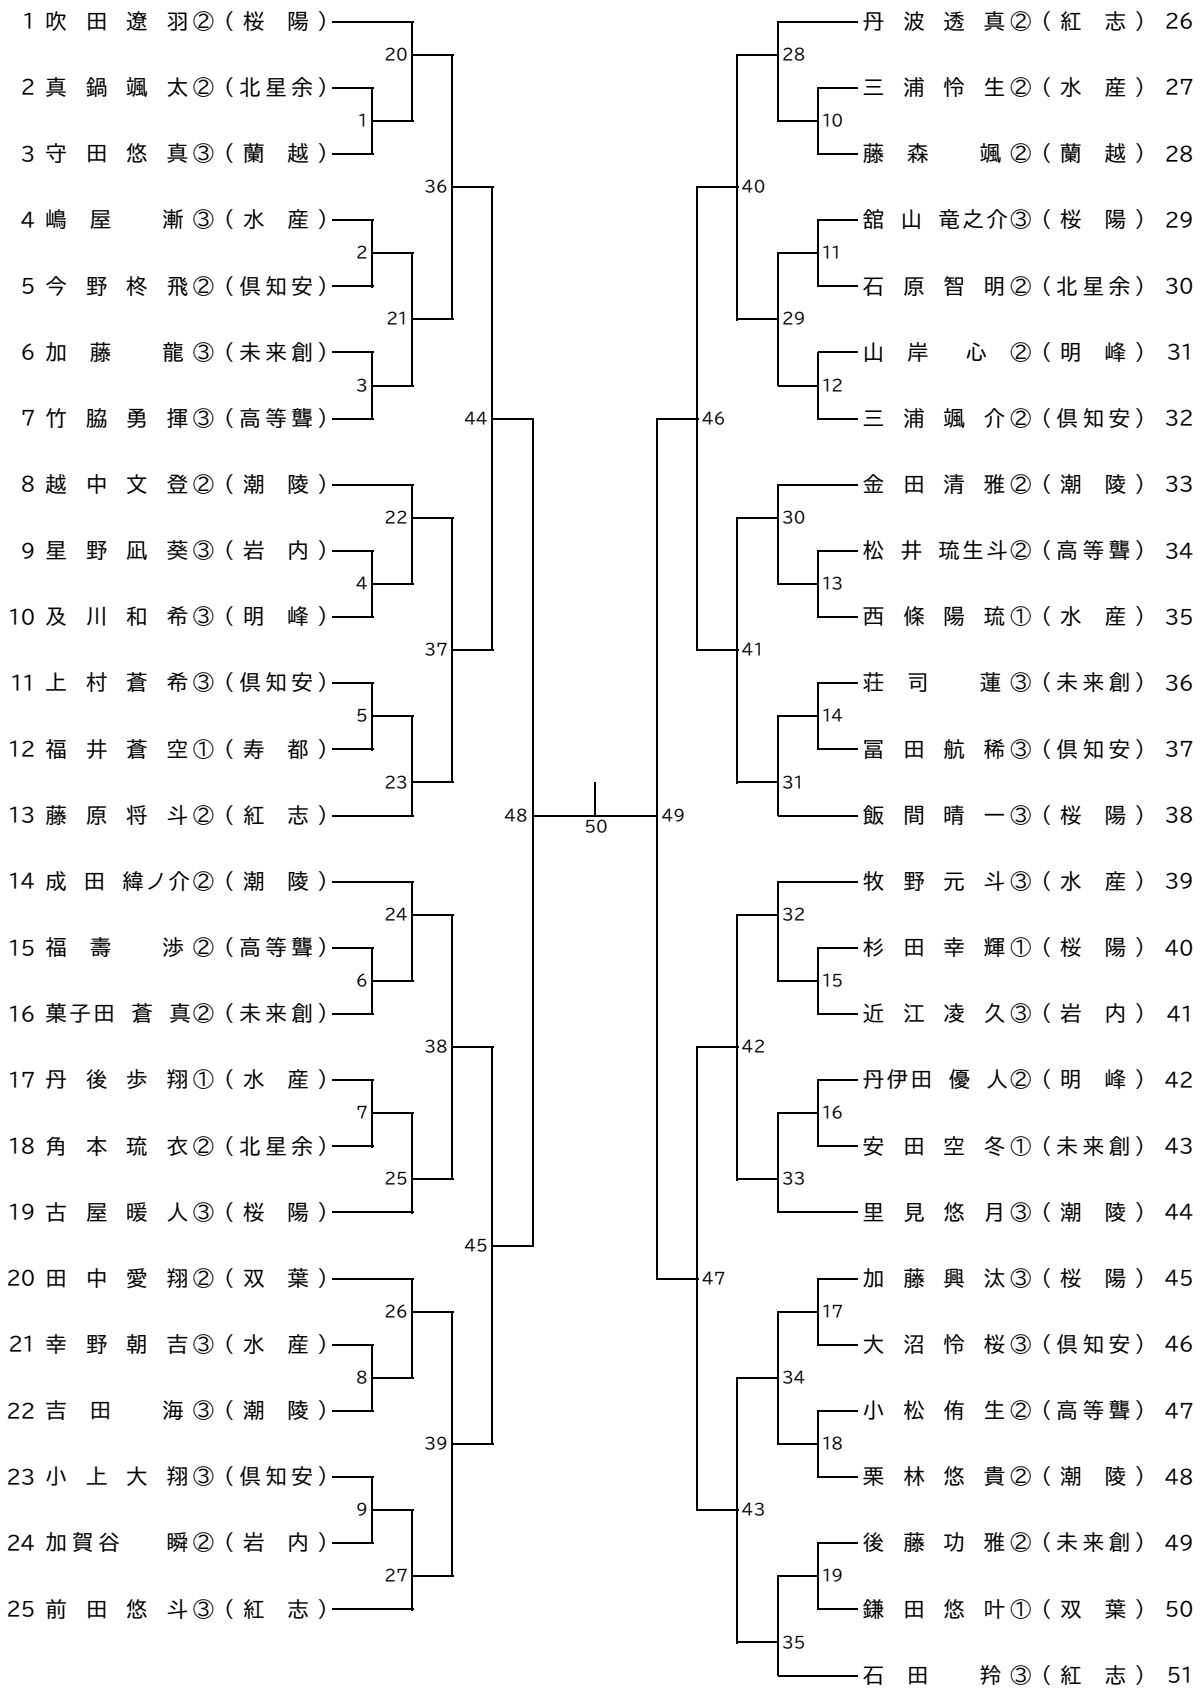 1 吹田遼羽②(桜陽)
2 真鍋颯太②(北星余)
3 守田悠真③(蘭越)
4 嶋屋漸③(水産)
5 今野柊飛②(倶知安)
6 加藤龍③(未来創)
7 竹脇勇揮③(高等聾)
8 越中文登②(潮陵)
9 星野凪葵③(岩内)
10 及川和希③(明峰)
11 上村蒼希③(倶知安)
12 福井蒼空①(寿都)
13 藤原将斗②(紅志)
14 成田緯ノ介②(潮陵)
15 福壽渉②(高等聾)
16 菓子田蒼真②(未来創)
17 丹後歩翔①(水産)
18 角本琉衣②(北星余)
19 古屋暖人③(桜陽)
20 田中愛翔②(双葉)
21 幸野朝吉③(水産)
22 吉田海③(潮陵)
23 小上大翔③(倶知安)
24 加賀谷瞬②(岩内)
25 前田悠斗③(紅志)
1
2
3
4
5
6
7
8
9
20
21
22
23
24
25
26
27
36
37
38
39
44
45
48
50
49
46
47
40
41
42
43
28
29
30
31
32
33
34
35
10
11
12
13
14
15
16
17
18
19
丹波透真②(紅志) 26
三浦怜生②(水産) 27
藤森颯②(蘭越) 28
舘山竜之介③(桜陽) 29
石原智明②(北星余) 30
山岸心②(明峰) 31
三浦颯介②(倶知安) 32
金田清雅②(潮陵) 33
松井琉生斗②(高等聾) 34
西條陽琉①(水産) 35
荘司蓮③(未来創) 36
冨田航稀③(倶知安) 37
飯間晴一③(桜陽) 38
牧野元斗③(水産) 39
杉田幸輝①(桜陽) 40
近江凌久③(岩内) 41
丹伊田優人②(明峰) 42
安田空冬①(未来創) 43
里見悠月③(潮陵) 44
加藤興汰③(桜陽) 45
大沼怜桜③(倶知安) 46
小松侑生②(高等聾) 47
栗林悠貴②(潮陵) 48
後藤功雅②(未来創) 49
鎌田悠叶①(双葉) 50
石田羚③(紅志) 51